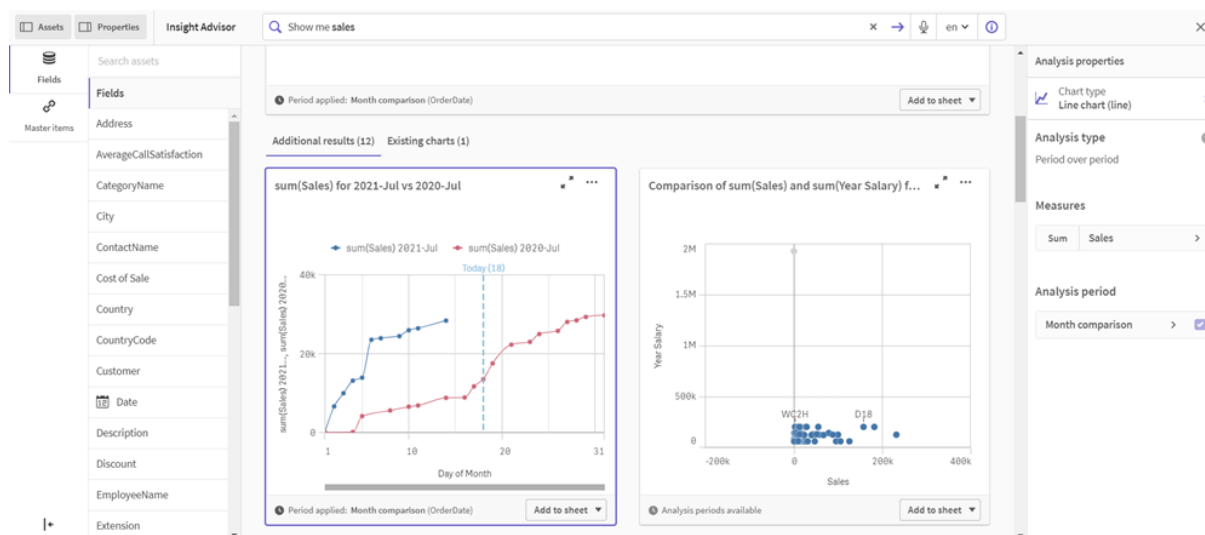 Assets
Properties
Insight Advisor
Show me sales
en
Fields
Master items
Search assets
Fields
Address
AverageCallSatisfaction
CategoryName
City
ContactName
Cost of Sale
Country
CountryCode
Customer
Date
Description
Discount
EmployeeName
Extension
Period applied: Month comparison (OrderDate)
Add to sheet
Additional results (12)
Existing charts (1)
sum(Sales) for 2021-Jul vs 2020-Jul
sum(Sales) 2021-Jul
sum(Sales) 2020-Jul
Today (18)
sum(Sales) 2021..., sum(Sales) 2020...
40k
20k
0
1
10
20
31
Day of Month
Period applied: Month comparison (OrderDate)
Add to sheet
Comparison of sum(Sales) and sum(Year Salary) f...
Year Salary
2M
1.5M
1M
500k
0
WC2H
D18
-200k
0
200k
400k
Sales
Analysis periods available
Add to sheet
Analysis properties
Chart type
Line chart (line)
Analysis type
Period over period
Measures
Sum
Sales
Analysis period
Month comparison